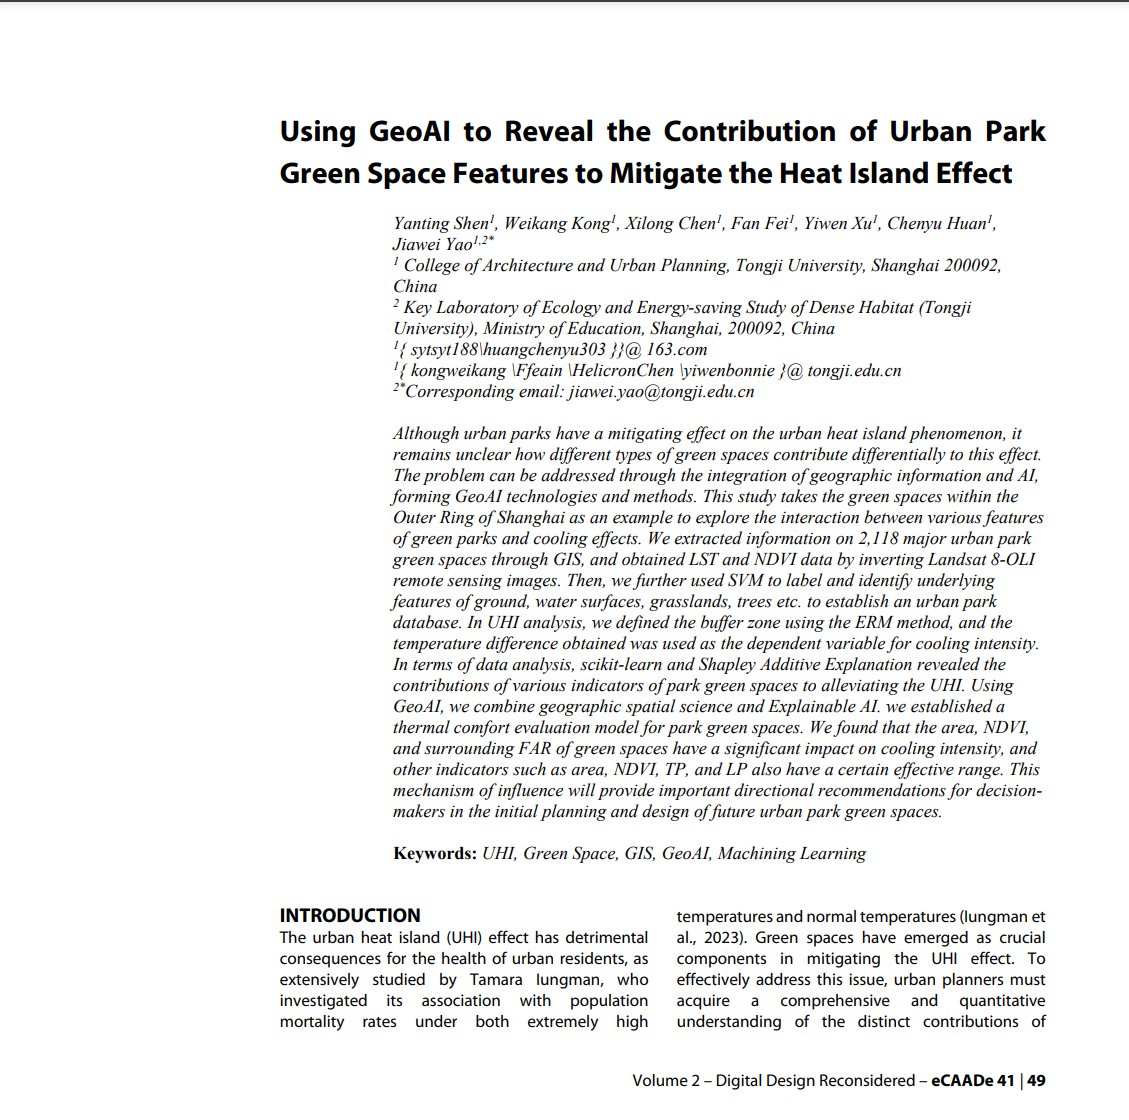 Using GeoAI to Reveal the Contribution of Urban Park
Green Space Features to Mitigate the Heat Island Effect
Yanting Shen¹, Weikang Kong¹, Xilong Chen¹, Fan Fei¹, Yiwen Xu¹, Chenyu Huan¹,
Jiawei Yao¹,²*
¹ College of Architecture and Urban Planning, Tongji University, Shanghai 200092,
China
² Key Laboratory of Ecology and Energy-saving Study of Dense Habitat (Tongji
University), Ministry of Education, Shanghai, 200092, China
¹{ sytsyt188\huangchenyu303 }}@ 163.com
¹{ kongweikang \Ffeain \HelicronChen \yiwenbonnie }@ tongji.edu.cn
²*Corresponding email: jiawei.yao@tongji.edu.cn
Although urban parks have a mitigating effect on the urban heat island phenomenon, it
remains unclear how different types of green spaces contribute differentially to this effect.
The problem can be addressed through the integration of geographic information and AI,
forming GeoAI technologies and methods. This study takes the green spaces within the
Outer Ring of Shanghai as an example to explore the interaction between various features
of green parks and cooling effects. We extracted information on 2,118 major urban park
green spaces through GIS, and obtained LST and NDVI data by inverting Landsat 8-OLI
remote sensing images. Then, we further used SVM to label and identify underlying
features of ground, water surfaces, grasslands, trees etc. to establish an urban park
database. In UHI analysis, we defined the buffer zone using the ERM method, and the
temperature difference obtained was used as the dependent variable for cooling intensity.
In terms of data analysis, scikit-learn and Shapley Additive Explanation revealed the
contributions of various indicators of park green spaces to alleviating the UHI. Using
GeoAI, we combine geographic spatial science and Explainable AI. we established a
thermal comfort evaluation model for park green spaces. We found that the area, NDVI,
and surrounding FAR of green spaces have a significant impact on cooling intensity, and
other indicators such as area, NDVI, TP, and LP also have a certain effective range. This
mechanism of influence will provide important directional recommendations for decision-
makers in the initial planning and design of future urban park green spaces.
Keywords: UHI, Green Space, GIS, GeoAI, Machining Learning
INTRODUCTION
The urban heat island (UHI) effect has detrimental
consequences for the health of urban residents, as
extensively studied by Tamara Iungman, who
investigated its association with population
mortality rates under both extremely high
temperatures and normal temperatures (Iungman et
al., 2023). Green spaces have emerged as crucial
components in mitigating the UHI effect. To
effectively address this issue, urban planners must
acquire a comprehensive and quantitative
understanding of the distinct contributions of
Volume 2 – Digital Design Reconsidered – eCAADe 41 | 49